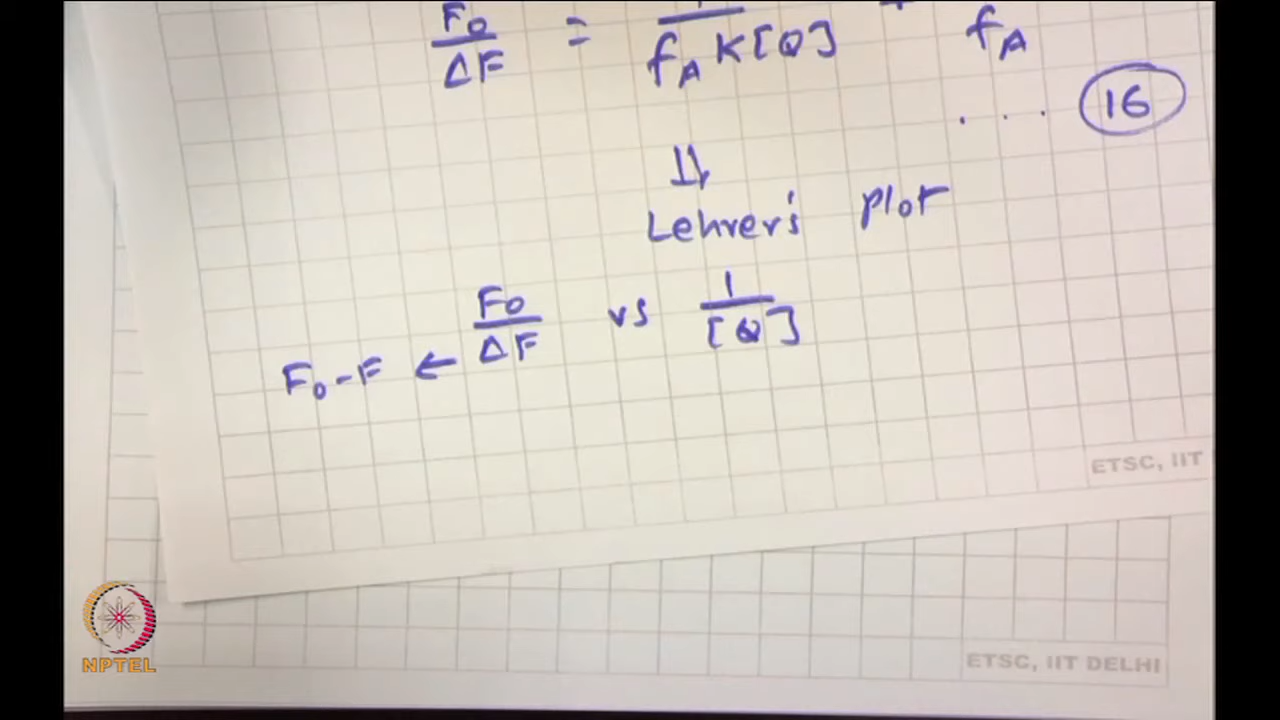 F₀/ΔF = 1/(f_A K[Q]) + 1/f_A
. . . 16
⇓
Lehrer's plot
F₀/ΔF vs 1/[Q]
F₀-F ←
ETSC, IIT
ETSC, IIT DELHI
NPTEL